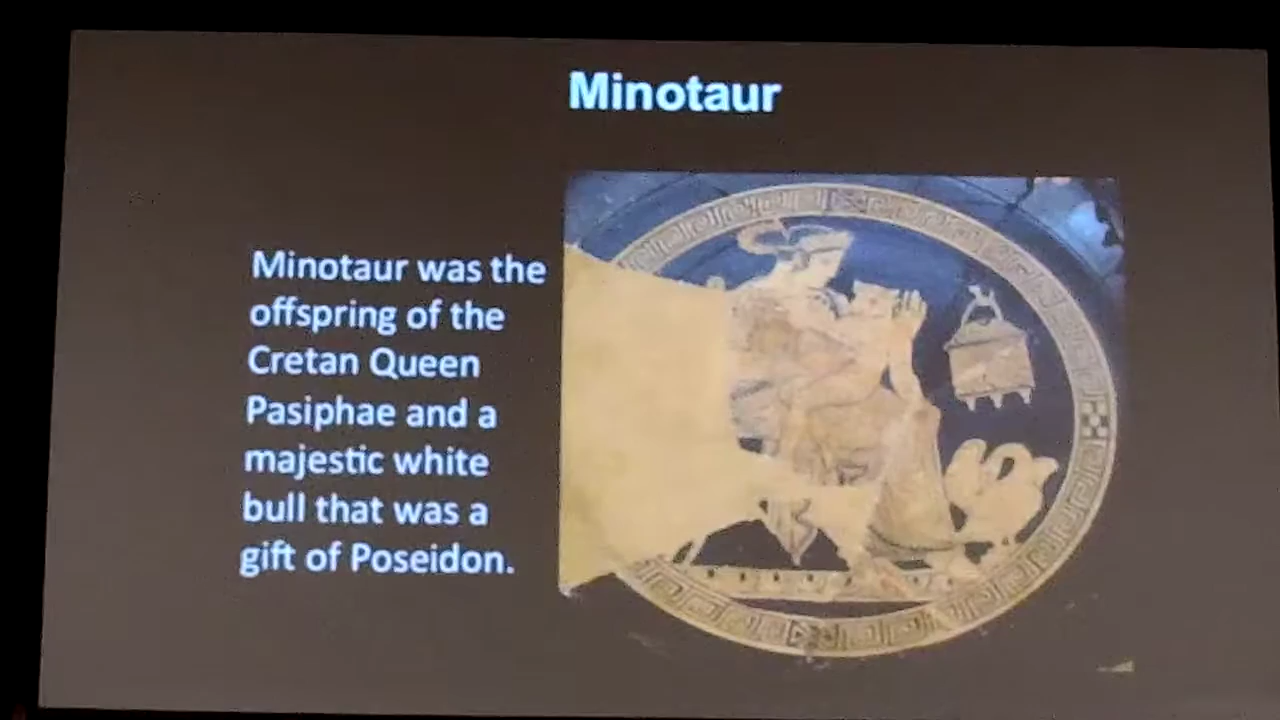 Minotaur
Minotaur was the
offspring of the
Cretan Queen
Pasiphae and a
majestic white
bull that was a
gift of Poseidon.